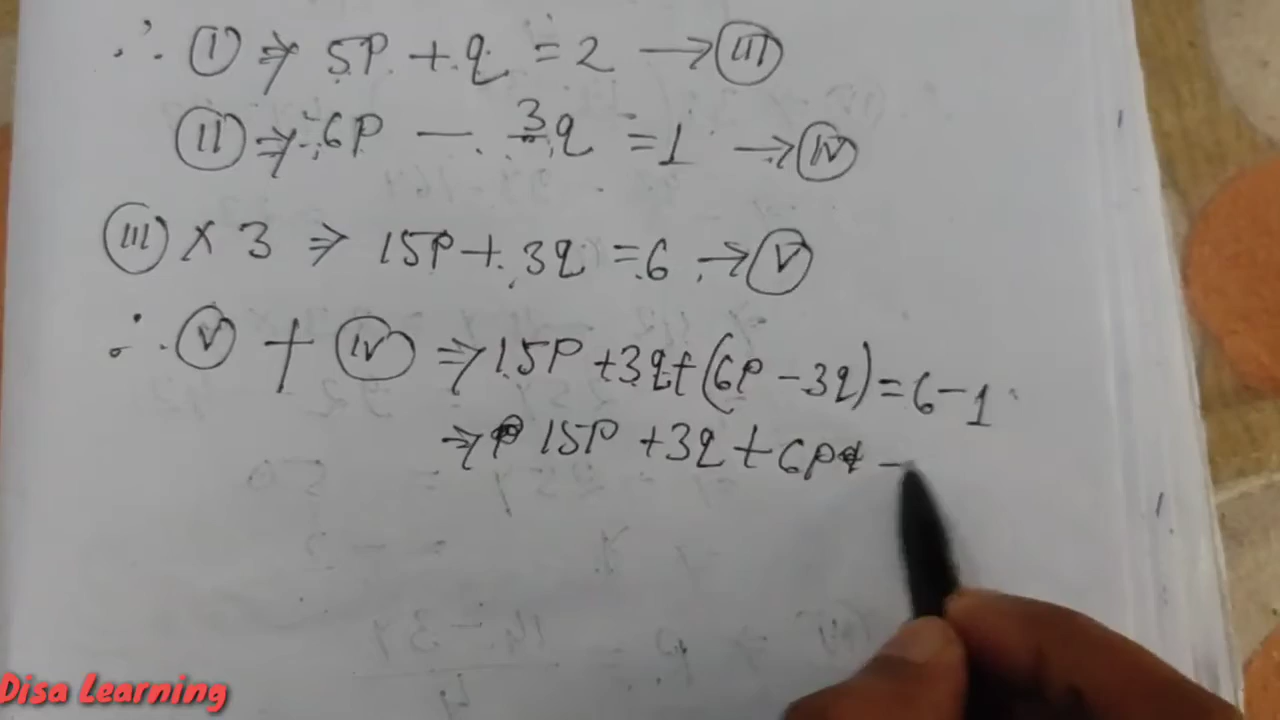 ∴ (I) ⇒ 5P + q = 2 → (III)
(II) ⇒ 6P − 3q = 1 → (IV)
(III) × 3 ⇒ 15P + 3q = 6 → (V)
∴ (V) + (IV) ⇒ 15P + 3q + (6P − 3q) = 6 − 1
⇒ 15P + 3q + 6P −
Disa Learning